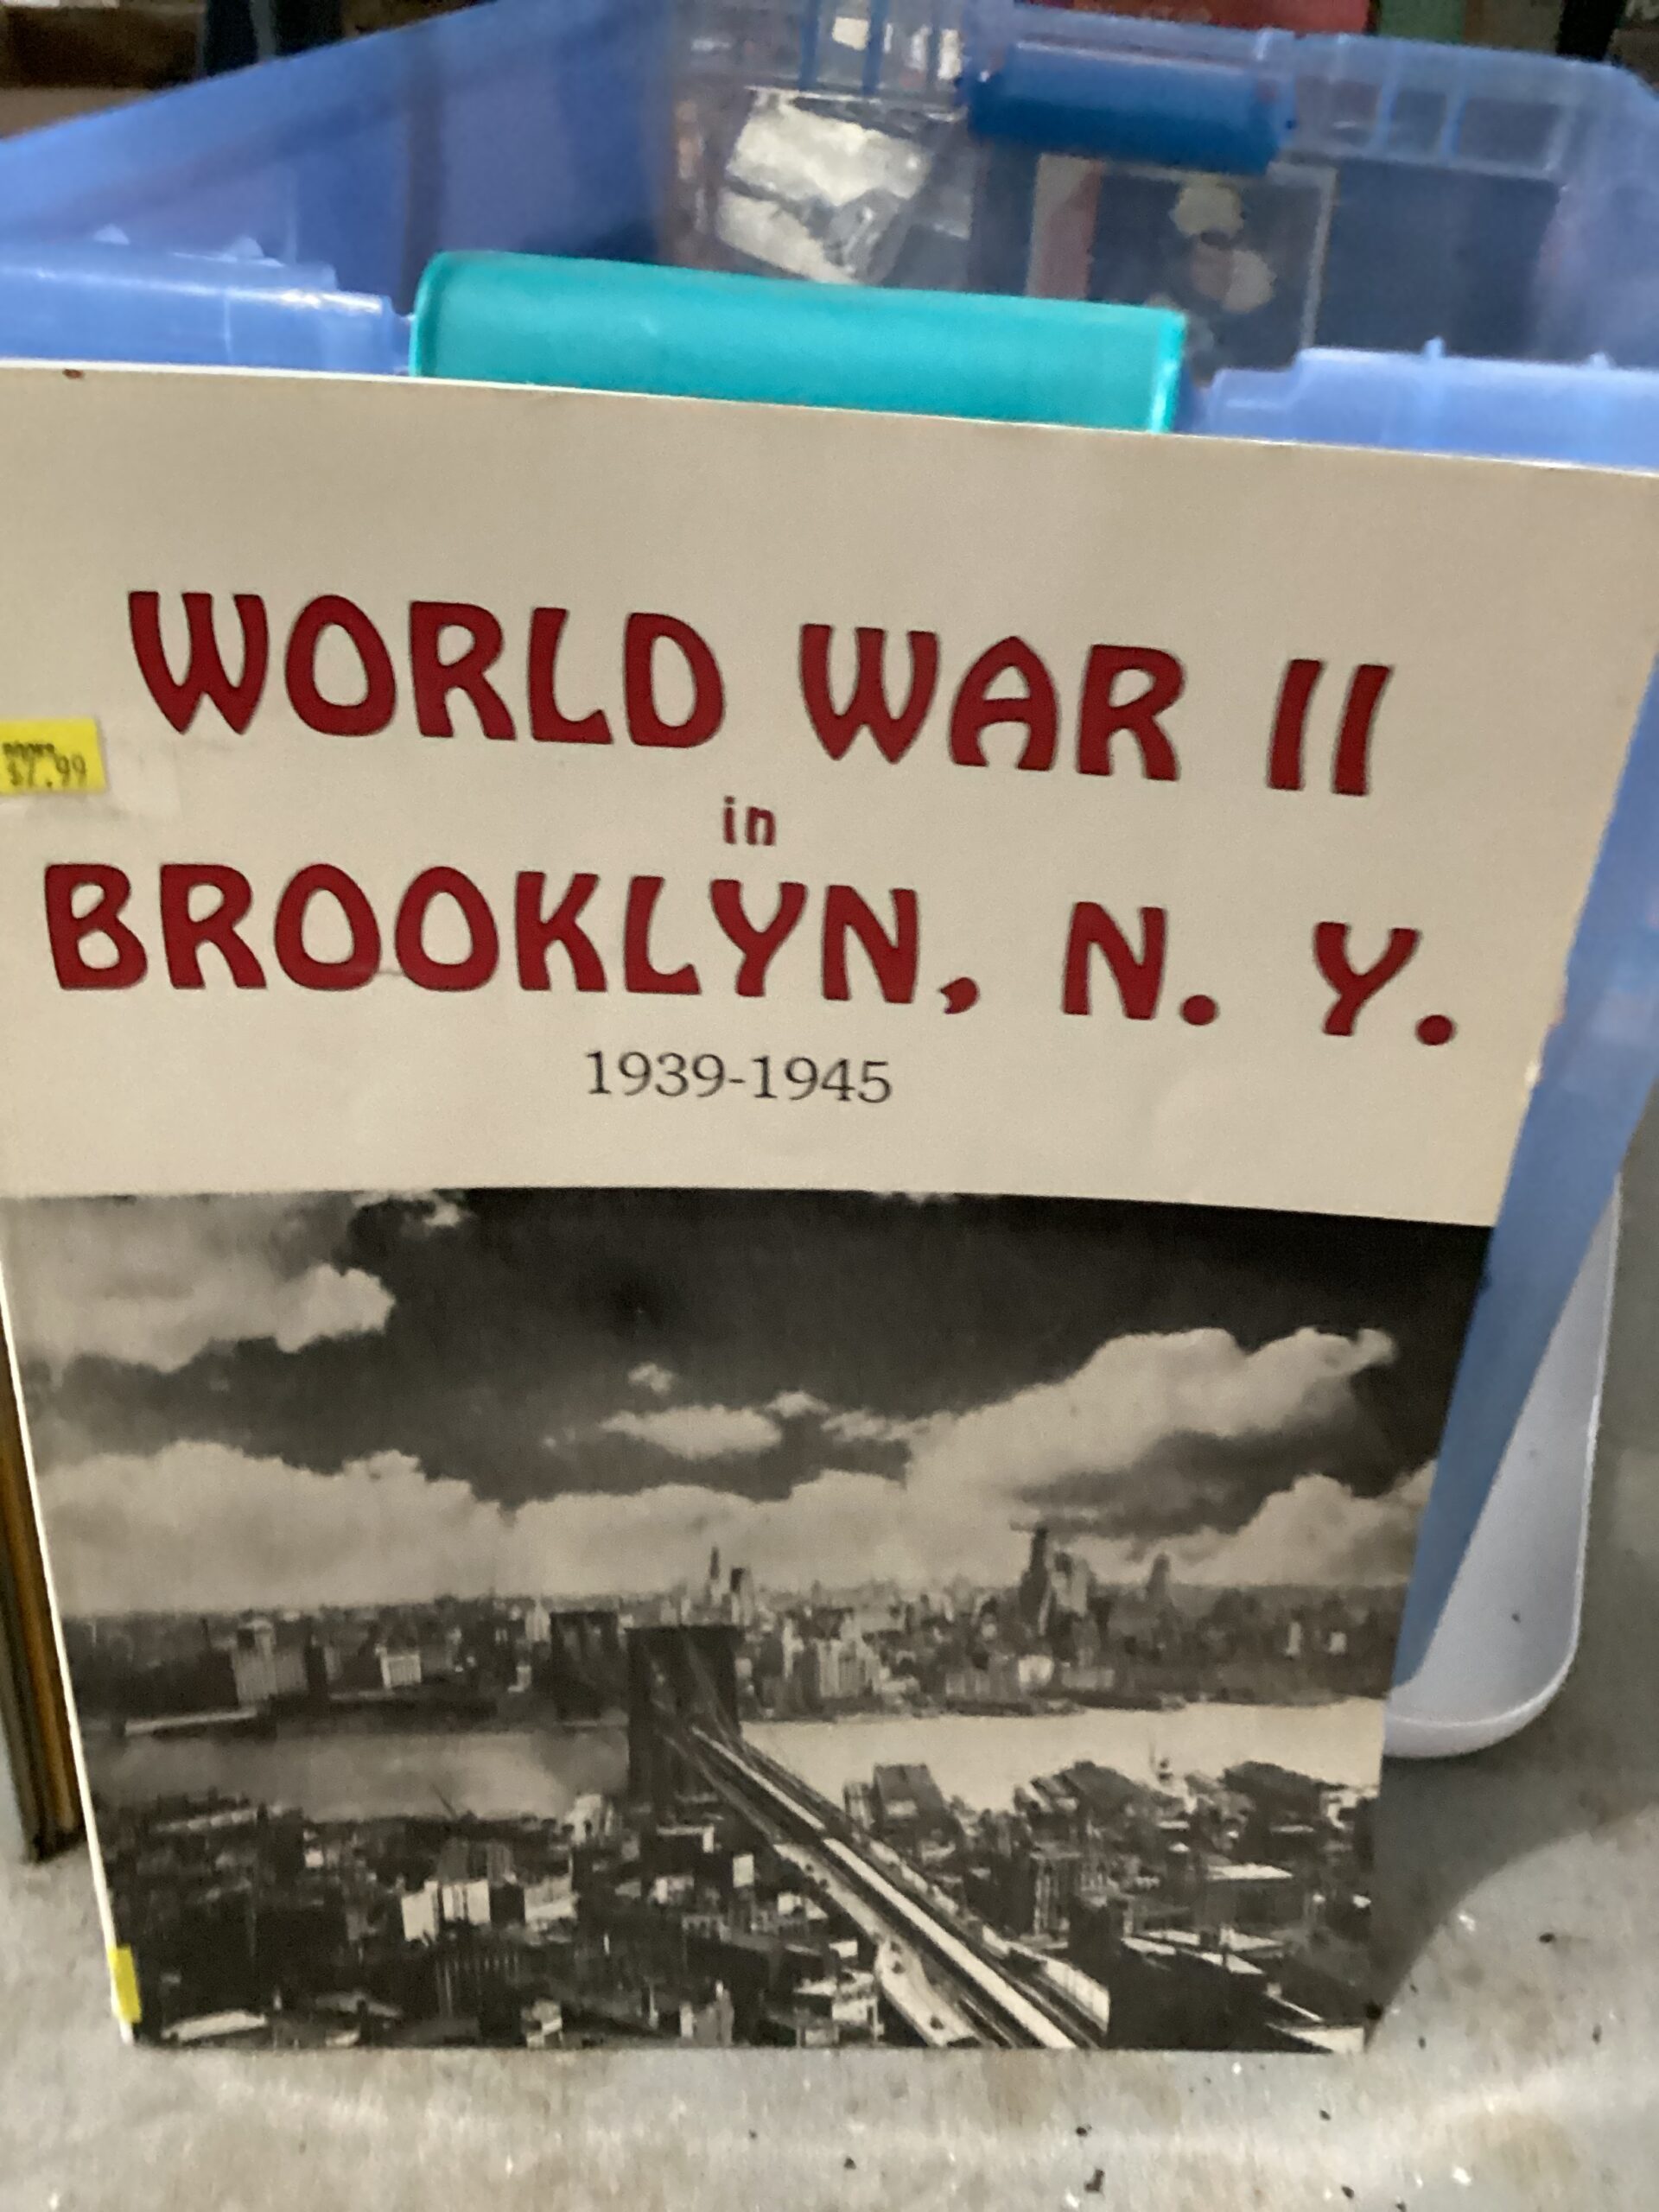 WORLD WAR II
in
BROOKLYN, N. Y.
1939-1945